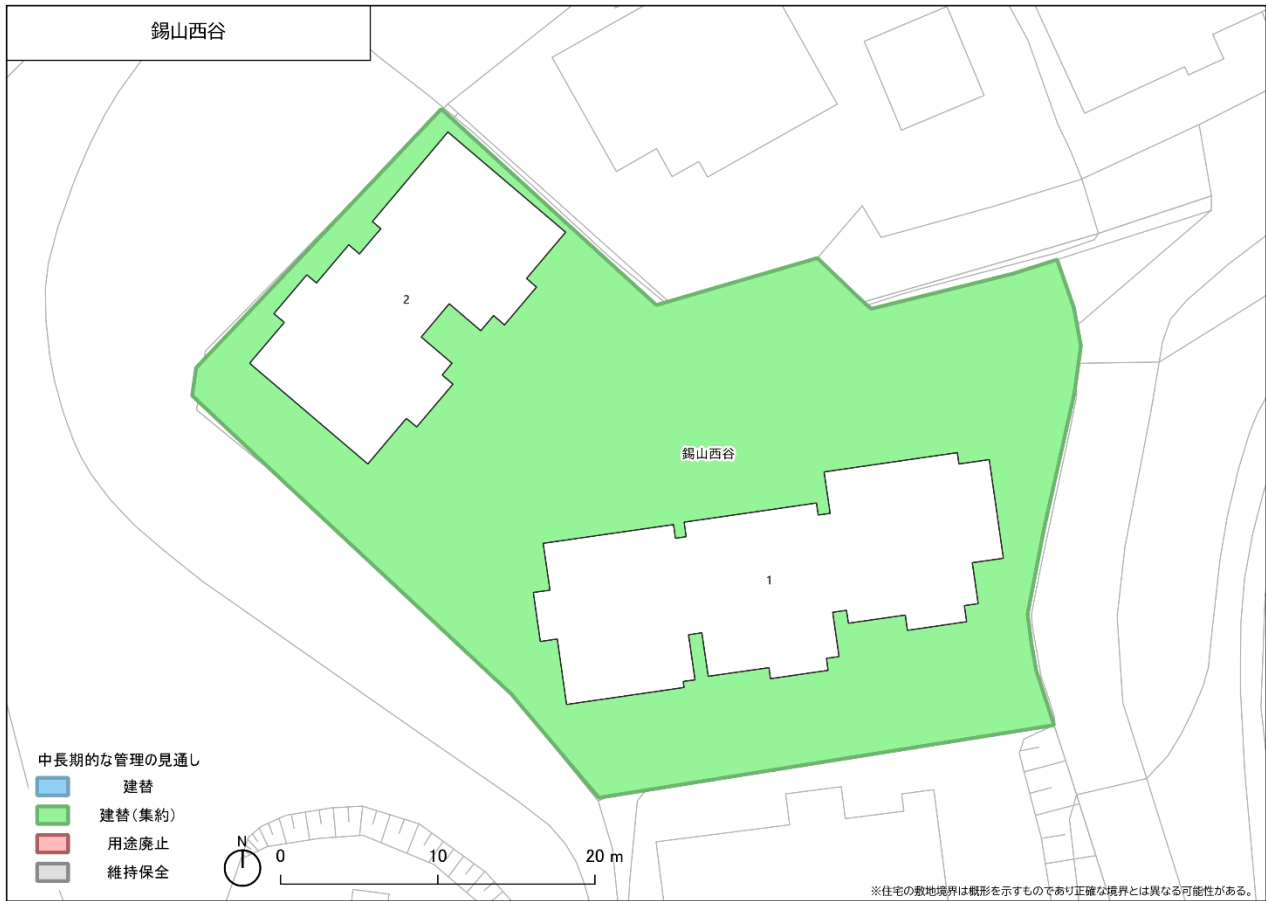 錫山西谷
2
錫山西谷
1
中長期的な管理の見通し
建替
建替(集約)
用途廃止
維持保全
N
0 10 20 m
※住宅の敷地境界は概形を示すものであり正確な境界とは異なる可能性がある。